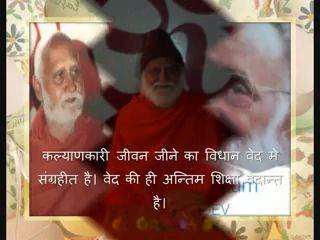 कल्याणकारी जीवन जीने का विधान वेद मे
संग्रहीत है। वेद की ही अन्तिम शिक्षा वेदान्त
है।